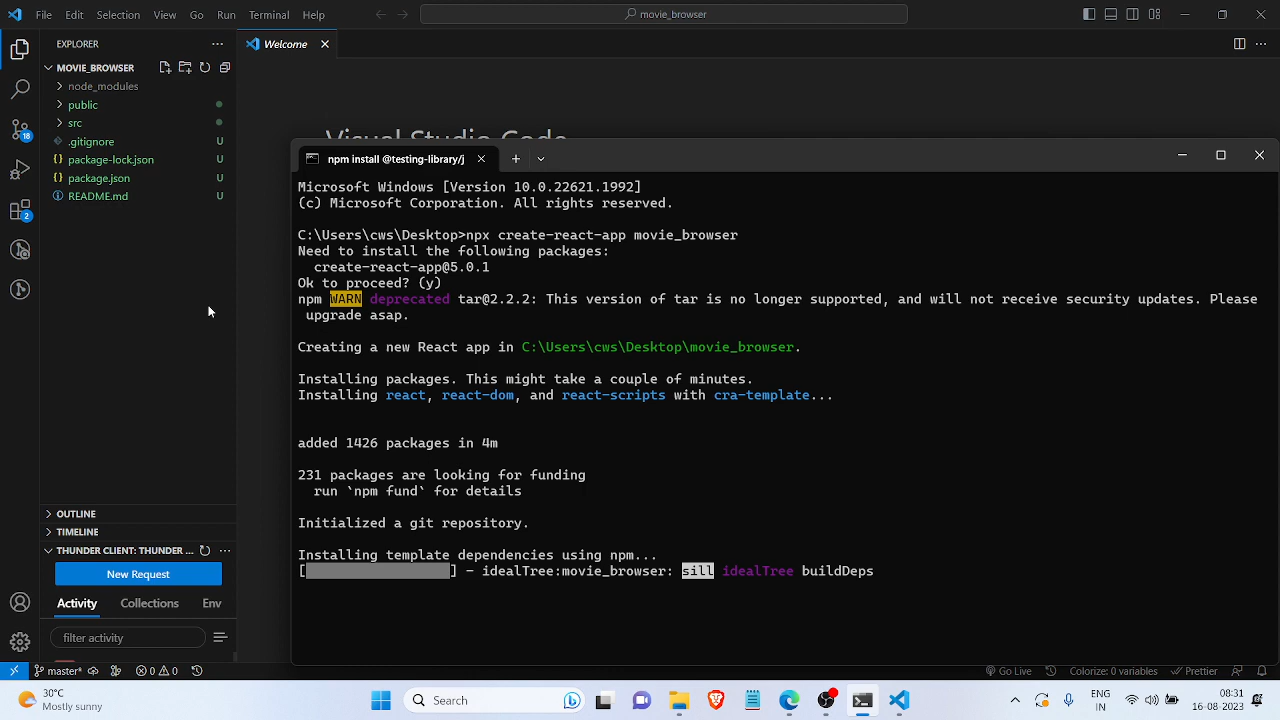 File Edit Selection View Go Run Terminal Help
movie_browser
EXPLORER
MOVIE_BROWSER
node_modules
public
src
.gitignore U
package-lock.json U
package.json U
README.md U
18
2
Welcome
Visual Studio Code
npm install @testing-library/j
Microsoft Windows [Version 10.0.22621.1992]
(c) Microsoft Corporation. All rights reserved.
C:\Users\cws\Desktop>npx create-react-app movie_browser
Need to install the following packages:
create-react-app@5.0.1
Ok to proceed? (y)
npm WARN deprecated tar@2.2.2: This version of tar is no longer supported, and will not receive security updates. Please
upgrade asap.
Creating a new React app in C:\Users\cws\Desktop\movie_browser.
Installing packages. This might take a couple of minutes.
Installing react, react-dom, and react-scripts with cra-template...
added 1426 packages in 4m
231 packages are looking for funding
run `npm fund` for details
Initialized a git repository.
Installing template dependencies using npm...
[ ] - idealTree:movie_browser: sill idealTree buildDeps
OUTLINE
TIMELINE
THUNDER CLIENT: THUNDER ...
New Request
Activity Collections Env
filter activity
master* 0 0
Go Live Colorize: 0 variables Prettier
30°C
Mostly sunny
Search
ENG
IN
08:31
16-08-2023